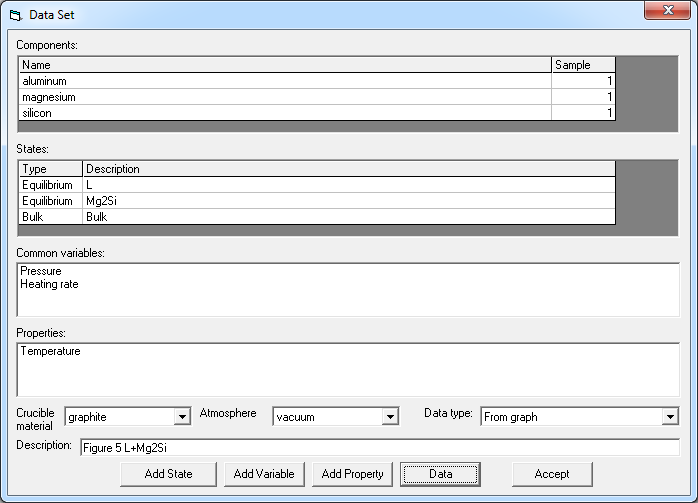 Data Set
Components:
Name Sample
aluminum 1
magnesium 1
silicon 1
States:
Type Description
Equilibrium L
Equilibrium Mg2Si
Bulk Bulk
Common variables:
Pressure
Heating rate
Properties:
Temperature
Crucible material graphite Atmosphere vacuum Data type: From graph
Description: Figure 5 L+Mg2Si
Add State Add Variable Add Property Data Accept